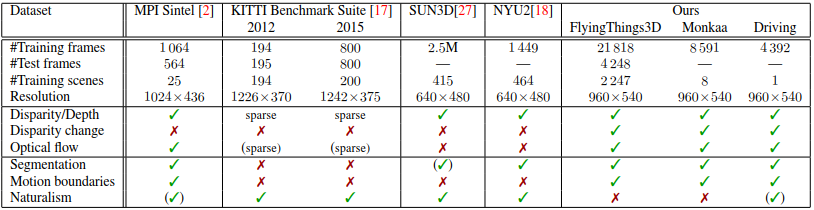 Dataset MPI Sintel [2] KITTI Benchmark Suite [17] SUN3D[27] NYU2[18] Ours
2012 2015 FlyingThings3D Monkaa Driving
#Training frames 1 064 194 800 2.5M 1 449 21 818 8 591 4 392
#Test frames 564 195 800 — — 4 248 — —
#Training scenes 25 194 200 415 464 2 247 8 1
Resolution 1024×436 1226×370 1242×375 640×480 640×480 960×540 960×540 960×540
Disparity/Depth ✓ sparse sparse ✓ ✓ ✓ ✓ ✓
Disparity change ✗ ✗ ✗ ✗ ✗ ✓ ✓ ✓
Optical flow ✓ (sparse) (sparse) ✗ ✗ ✓ ✓ ✓
Segmentation ✓ ✗ ✗ (✓) ✓ ✓ ✓ ✓
Motion boundaries ✓ ✗ ✗ ✗ ✗ ✓ ✓ ✓
Naturalism (✓) ✓ ✓ ✓ ✓ ✗ ✗ (✓)